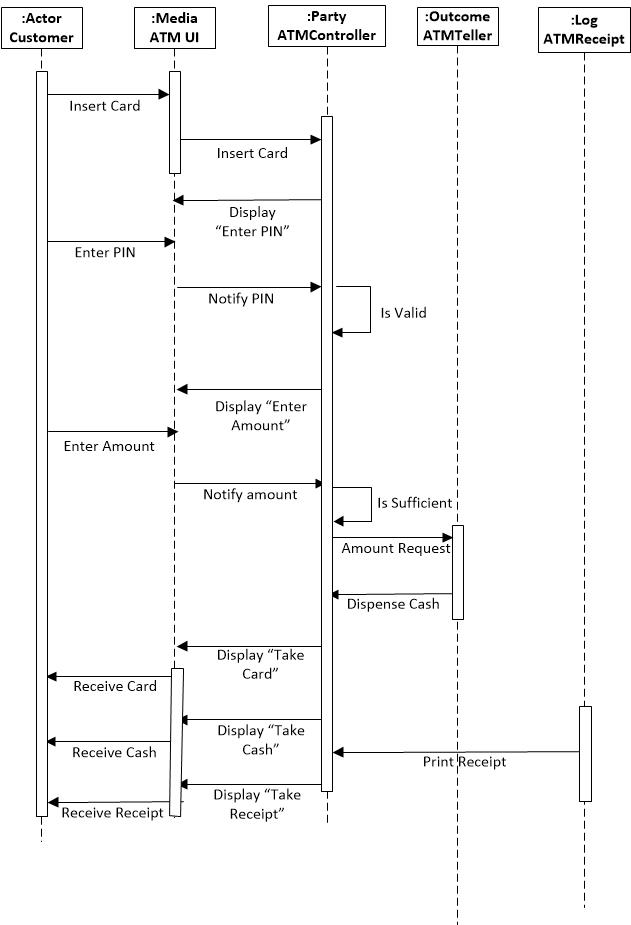 :Actor
Customer
:Media
ATM UI
:Party
ATMController
:Outcome
ATMTeller
:Log
ATMReceipt
Insert Card
Insert Card
Display
“Enter PIN”
Enter PIN
Notify PIN
Is Valid
Display “Enter
Amount”
Enter Amount
Notify amount
Is Sufficient
Amount Request
Dispense Cash
Display “Take
Card”
Receive Card
Display “Take
Cash”
Receive Cash
Print Receipt
Display “Take
Receipt”
Receive Receipt